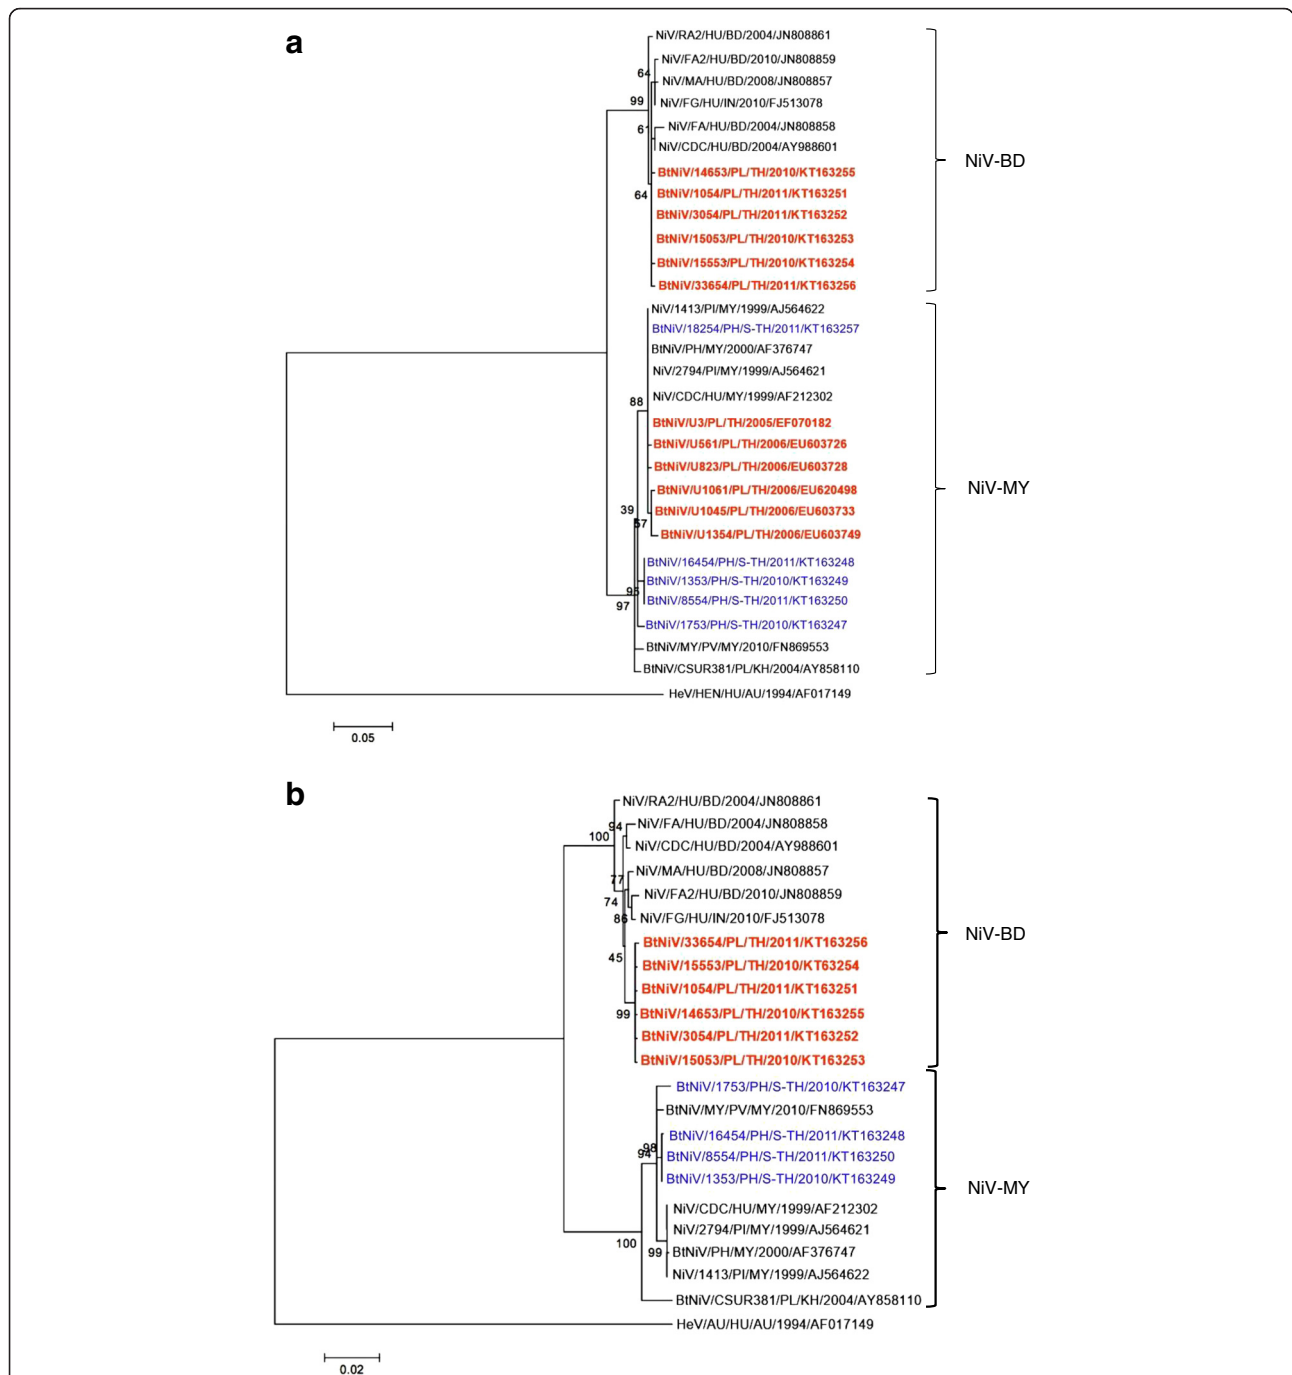 a
NiV/RA2/HU/BD/2004/JN808861
NiV/FA2/HU/BD/2010/JN808859
64
NiV/MA/HU/BD/2008/JN808857
99
NiV/FG/HU/IN/2010/FJ513078
NiV/FA/HU/BD/2004/JN808858
61
NiV/CDC/HU/BD/2004/AY988601
NiV-BD
BtNiV/14653/PL/TH/2010/KT163255
64
BtNiV/1054/PL/TH/2011/KT163251
BtNiV/3054/PL/TH/2011/KT163252
BtNiV/15053/PL/TH/2010/KT163253
BtNiV/15553/PL/TH/2010/KT163254
BtNiV/33654/PL/TH/2011/KT163256
NiV/1413/PI/MY/1999/AJ564622
BtNiV/18254/PH/S-TH/2011/KT163257
BtNiV/PH/MY/2000/AF376747
NiV/2794/PI/MY/1999/AJ564621
NiV/CDC/HU/MY/1999/AF212302
88
BtNiV/U3/PL/TH/2005/EF070182
BtNiV/U561/PL/TH/2006/EU603726
BtNiV/U823/PL/TH/2006/EU603728
BtNiV/U1061/PL/TH/2006/EU620498
NiV-MY
39
BtNiV/U1045/PL/TH/2006/EU603733
57
BtNiV/U1354/PL/TH/2006/EU603749
BtNiV/16454/PH/S-TH/2011/KT163248
BtNiV/1353/PH/S-TH/2010/KT163249
95
BtNiV/8554/PH/S-TH/2011/KT163250
97
BtNiV/1753/PH/S-TH/2010/KT163247
BtNiV/MY/PV/MY/2010/FN869553
BtNiV/CSUR381/PL/KH/2004/AY858110
HeV/HEN/HU/AU/1994/AF017149
0.05
b
NiV/RA2/HU/BD/2004/JN808861
NiV/FA/HU/BD/2004/JN808858
94
100
NiV/CDC/HU/BD/2004/AY988601
NiV/MA/HU/BD/2008/JN808857
77
NiV/FA2/HU/BD/2010/JN808859
74
NiV/FG/HU/IN/2010/FJ513078
86
NiV-BD
BtNiV/33654/PL/TH/2011/KT163256
45
BtNiV/15553/PL/TH/2010/KT63254
BtNiV/1054/PL/TH/2011/KT163251
99
BtNiV/14653/PL/TH/2010/KT163255
BtNiV/3054/PL/TH/2011/KT163252
BtNiV/15053/PL/TH/2010/KT163253
BtNiV/1753/PH/S-TH/2010/KT163247
BtNiV/MY/PV/MY/2010/FN869553
BtNiV/16454/PH/S-TH/2011/KT163248
98
94
BtNiV/8554/PH/S-TH/2011/KT163250
BtNiV/1353/PH/S-TH/2010/KT163249
NiV-MY
NiV/CDC/HU/MY/1999/AF212302
NiV/2794/PI/MY/1999/AJ564621
100
99
BtNiV/PH/MY/2000/AF376747
NiV/1413/PI/MY/1999/AJ564622
BtNiV/CSUR381/PL/KH/2004/AY858110
HeV/AU/HU/AU/1994/AF017149
0.02